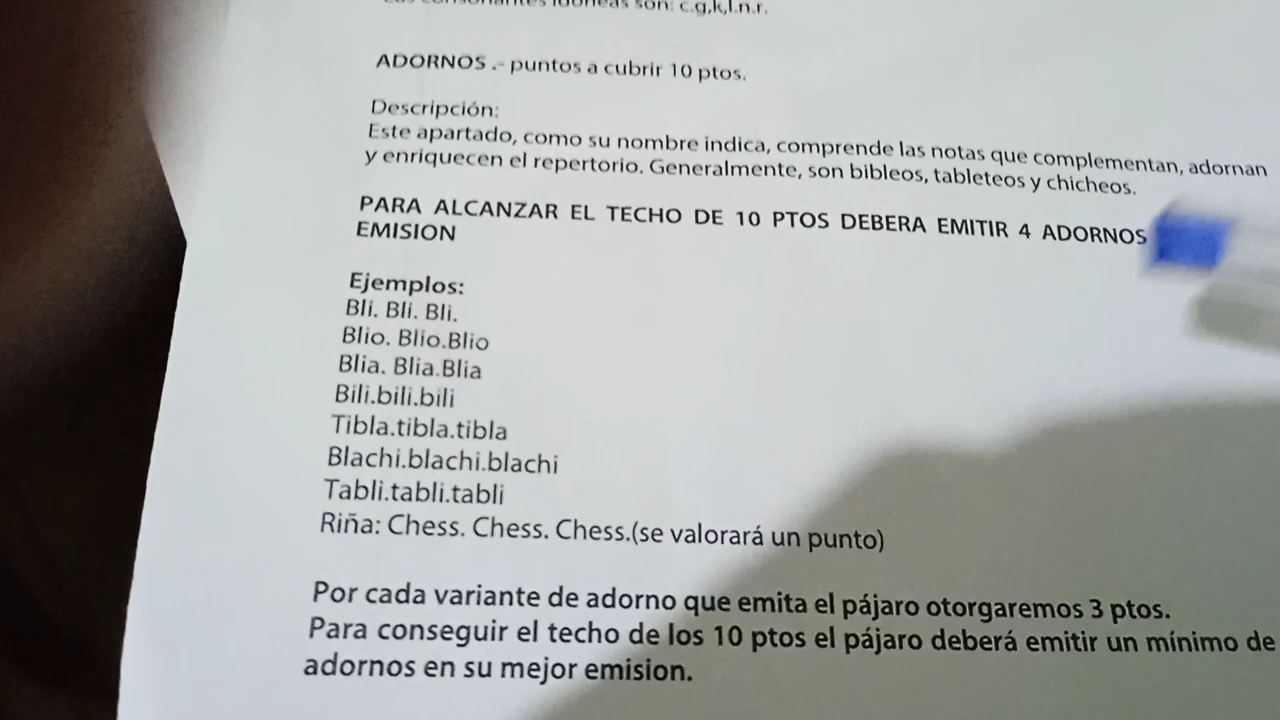 Las consonantes idoneas son: c.g,k,l.n.r.
ADORNOS .- puntos a cubrir 10 ptos.
Descripción:
Este apartado, como su nombre indica, comprende las notas que complementan, adornan
y enriquecen el repertorio. Generalmente, son bibleos, tableteos y chicheos.
PARA ALCANZAR EL TECHO DE 10 PTOS DEBERA EMITIR 4 ADORNOS
EMISION
Ejemplos:
Bli. Bli. Bli.
Blio. Blio.Blio
Blia. Blia.Blia
Bili.bili.bili
Tibla.tibla.tibla
Blachi.blachi.blachi
Tabli.tabli.tabli
Riña: Chess. Chess. Chess.(se valorará un punto)
Por cada variante de adorno que emita el pájaro otorgaremos 3 ptos.
Para conseguir el techo de los 10 ptos el pájaro deberá emitir un mínimo de
adornos en su mejor emision.